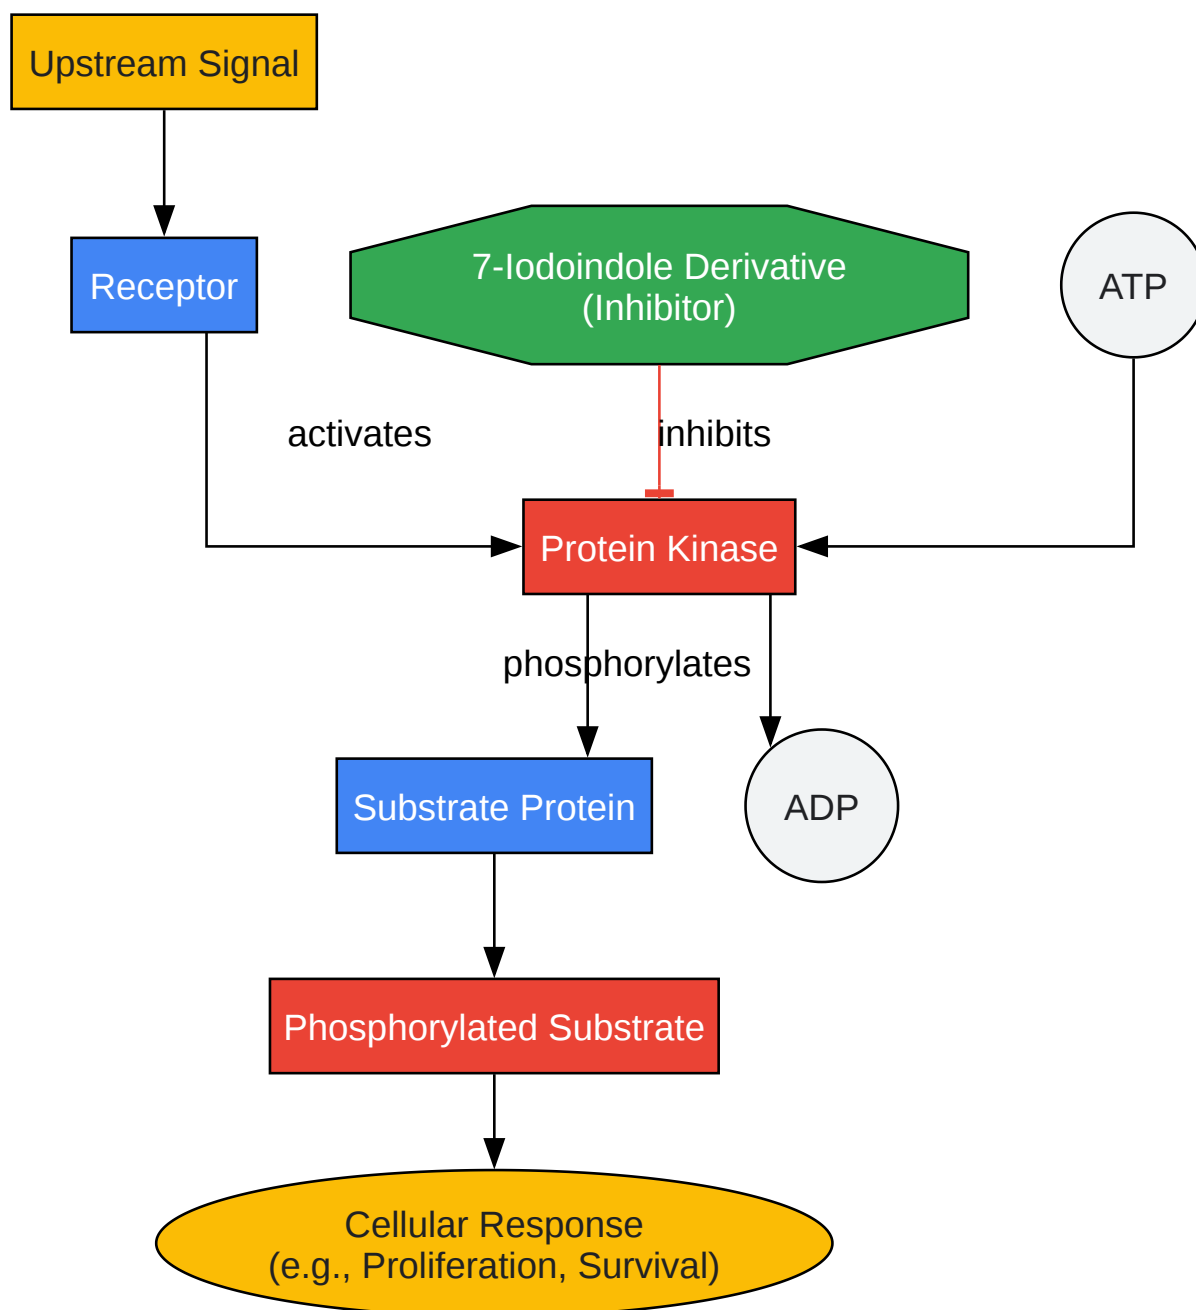 Upstream Signal
Receptor
7-Iodoindole Derivative
(Inhibitor)
ATP
activates
inhibits
Protein Kinase
phosphorylates
Substrate Protein
ADP
Phosphorylated Substrate
Cellular Response
(e.g., Proliferation, Survival)